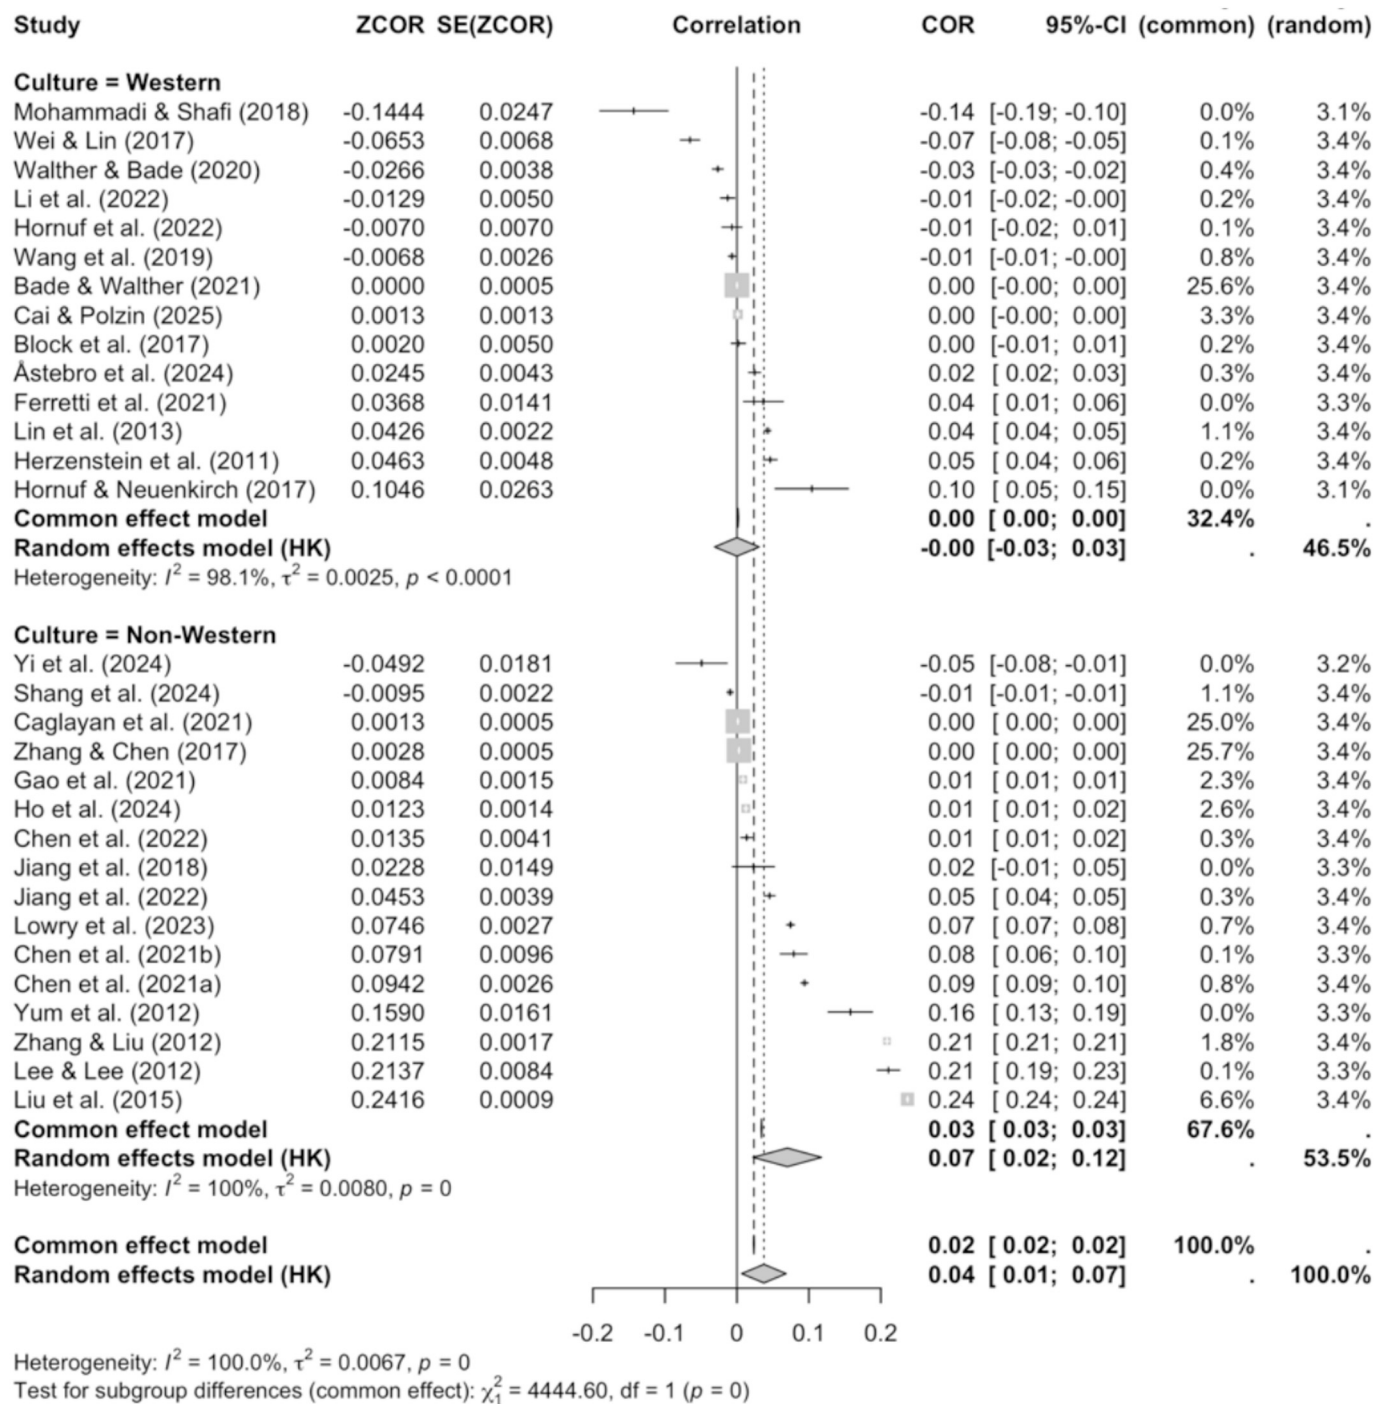 Study ZCOR SE(ZCOR) Correlation COR 95%-CI (common) (random)
Culture = Western
Mohammadi & Shafi (2018) -0.1444 0.0247 -0.14 [-0.19; -0.10] 0.0% 3.1%
Wei & Lin (2017) -0.0653 0.0068 -0.07 [-0.08; -0.05] 0.1% 3.4%
Walther & Bade (2020) -0.0266 0.0038 -0.03 [-0.03; -0.02] 0.4% 3.4%
Li et al. (2022) -0.0129 0.0050 -0.01 [-0.02; -0.00] 0.2% 3.4%
Hornuf et al. (2022) -0.0070 0.0070 -0.01 [-0.02; 0.01] 0.1% 3.4%
Wang et al. (2019) -0.0068 0.0026 -0.01 [-0.01; -0.00] 0.8% 3.4%
Bade & Walther (2021) 0.0000 0.0005 0.00 [-0.00; 0.00] 25.6% 3.4%
Cai & Polzin (2025) 0.0013 0.0013 0.00 [-0.00; 0.00] 3.3% 3.4%
Block et al. (2017) 0.0020 0.0050 0.00 [-0.01; 0.01] 0.2% 3.4%
Åstebro et al. (2024) 0.0245 0.0043 0.02 [ 0.02; 0.03] 0.3% 3.4%
Ferretti et al. (2021) 0.0368 0.0141 0.04 [ 0.01; 0.06] 0.0% 3.3%
Lin et al. (2013) 0.0426 0.0022 0.04 [ 0.04; 0.05] 1.1% 3.4%
Herzenstein et al. (2011) 0.0463 0.0048 0.05 [ 0.04; 0.06] 0.2% 3.4%
Hornuf & Neuenkirch (2017) 0.1046 0.0263 0.10 [ 0.05; 0.15] 0.0% 3.1%
Common effect model 0.00 [ 0.00; 0.00] 32.4% .
Random effects model (HK) -0.00 [-0.03; 0.03] . 46.5%
Heterogeneity: I² = 98.1%, τ² = 0.0025, p < 0.0001
Culture = Non-Western
Yi et al. (2024) -0.0492 0.0181 -0.05 [-0.08; -0.01] 0.0% 3.2%
Shang et al. (2024) -0.0095 0.0022 -0.01 [-0.01; -0.01] 1.1% 3.4%
Caglayan et al. (2021) 0.0013 0.0005 0.00 [ 0.00; 0.00] 25.0% 3.4%
Zhang & Chen (2017) 0.0028 0.0005 0.00 [ 0.00; 0.00] 25.7% 3.4%
Gao et al. (2021) 0.0084 0.0015 0.01 [ 0.01; 0.01] 2.3% 3.4%
Ho et al. (2024) 0.0123 0.0014 0.01 [ 0.01; 0.02] 2.6% 3.4%
Chen et al. (2022) 0.0135 0.0041 0.01 [ 0.01; 0.02] 0.3% 3.4%
Jiang et al. (2018) 0.0228 0.0149 0.02 [-0.01; 0.05] 0.0% 3.3%
Jiang et al. (2022) 0.0453 0.0039 0.05 [ 0.04; 0.05] 0.3% 3.4%
Lowry et al. (2023) 0.0746 0.0027 0.07 [ 0.07; 0.08] 0.7% 3.4%
Chen et al. (2021b) 0.0791 0.0096 0.08 [ 0.06; 0.10] 0.1% 3.3%
Chen et al. (2021a) 0.0942 0.0026 0.09 [ 0.09; 0.10] 0.8% 3.4%
Yum et al. (2012) 0.1590 0.0161 0.16 [ 0.13; 0.19] 0.0% 3.3%
Zhang & Liu (2012) 0.2115 0.0017 0.21 [ 0.21; 0.21] 1.8% 3.4%
Lee & Lee (2012) 0.2137 0.0084 0.21 [ 0.19; 0.23] 0.1% 3.3%
Liu et al. (2015) 0.2416 0.0009 0.24 [ 0.24; 0.24] 6.6% 3.4%
Common effect model 0.03 [ 0.03; 0.03] 67.6% .
Random effects model (HK) 0.07 [ 0.02; 0.12] . 53.5%
Heterogeneity: I² = 100%, τ² = 0.0080, p = 0
Common effect model 0.02 [ 0.02; 0.02] 100.0% .
Random effects model (HK) 0.04 [ 0.01; 0.07] . 100.0%
-0.2 -0.1 0 0.1 0.2
Heterogeneity: I² = 100.0%, τ² = 0.0067, p = 0
Test for subgroup differences (common effect): χ₁² = 4444.60, df = 1 (p = 0)